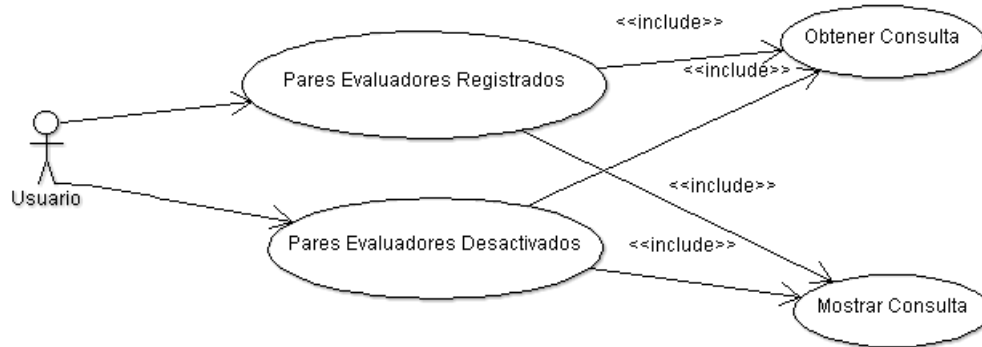 <<include>>
Obtener Consulta
Pares Evaluadores Registrados
<<include>>
Usuario
<<include>>
Pares Evaluadores Desactivados
<<include>>
Mostrar Consulta